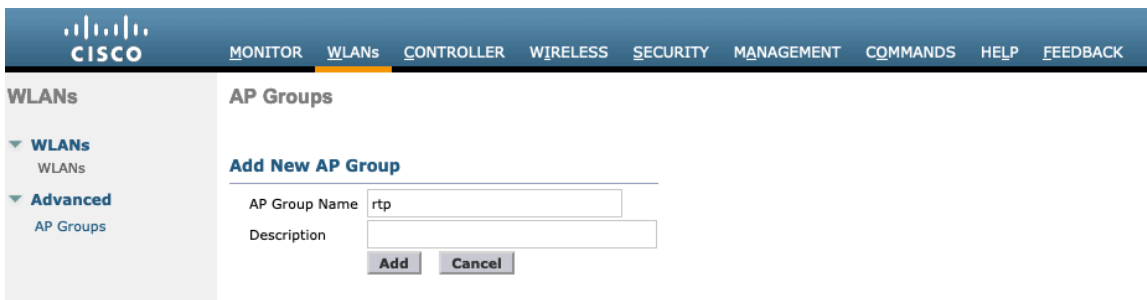 CISCO
MONITOR WLANs CONTROLLER WIRELESS SECURITY MANAGEMENT COMMANDS HELP FEEDBACK
WLANs
WLANs
WLANs
Advanced
AP Groups
AP Groups
Add New AP Group
AP Group Name rtp
Description
Add Cancel